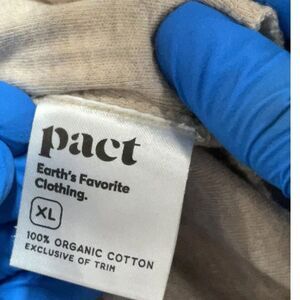 pact
Earth's Favorite
Clothing.
XL
100% ORGANIC COTTON
EXCLUSIVE OF TRIM